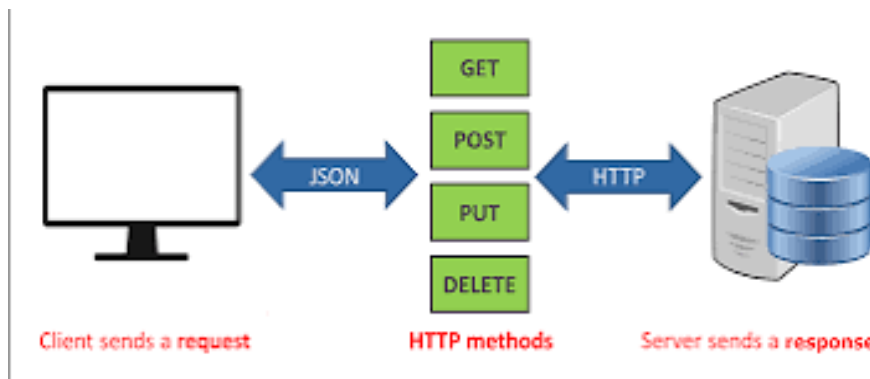 GET
POST
JSON
HTTP
PUT
DELETE
Client sends a request
HTTP methods
Server sends a response